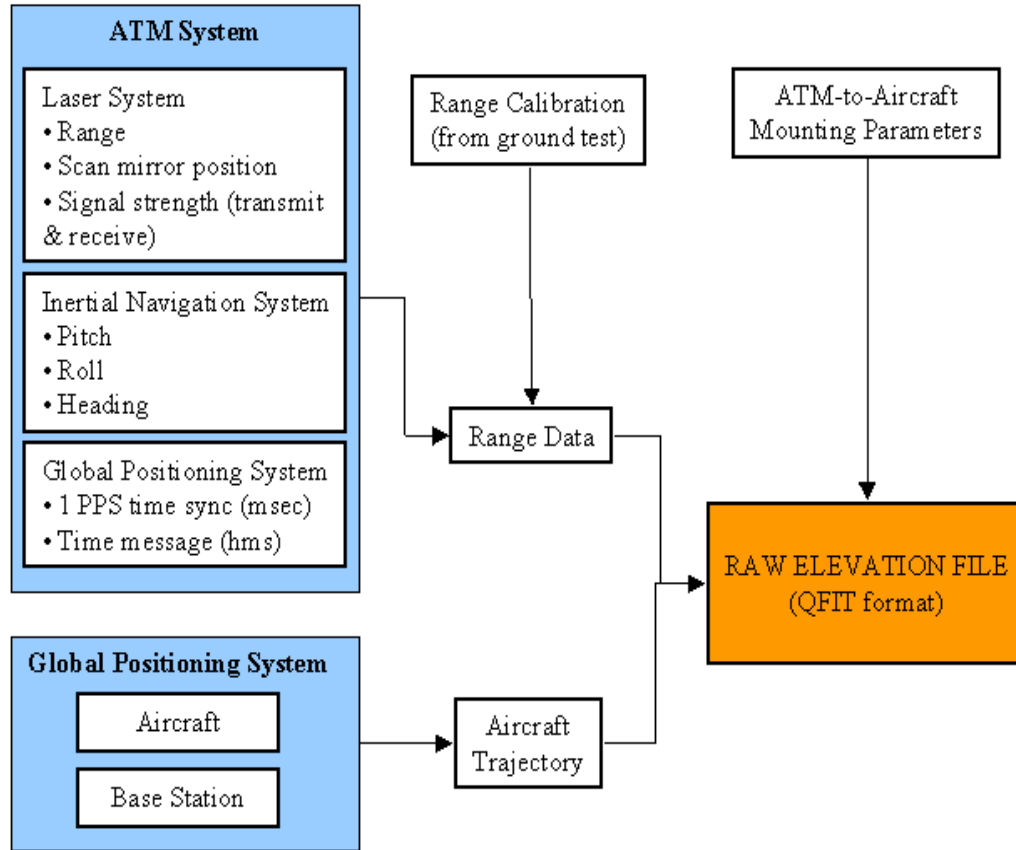 ATM System
Laser System
• Range
• Scan mirror position
• Signal strength (transmit
& receive)
Inertial Navigation System
• Pitch
• Roll
• Heading
Global Positioning System
• 1 PPS time sync (msec)
• Time message (hms)
Range Calibration
(from ground test)
ATM-to-Aircraft
Mounting Parameters
Range Data
RAW ELEVATION FILE
(QFIT format)
Global Positioning System
Aircraft
Base Station
Aircraft
Trajectory